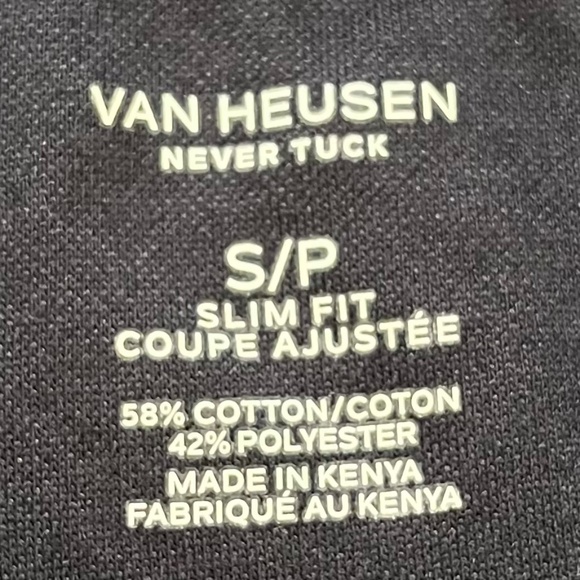 VAN HEUSEN
NEVER TUCK
S/P
SLIM FIT
COUPE AJUSTÉE
58% COTTON/COTON
42% POLYESTER
MADE IN KENYA
FABRIQUÉ AU KENYA